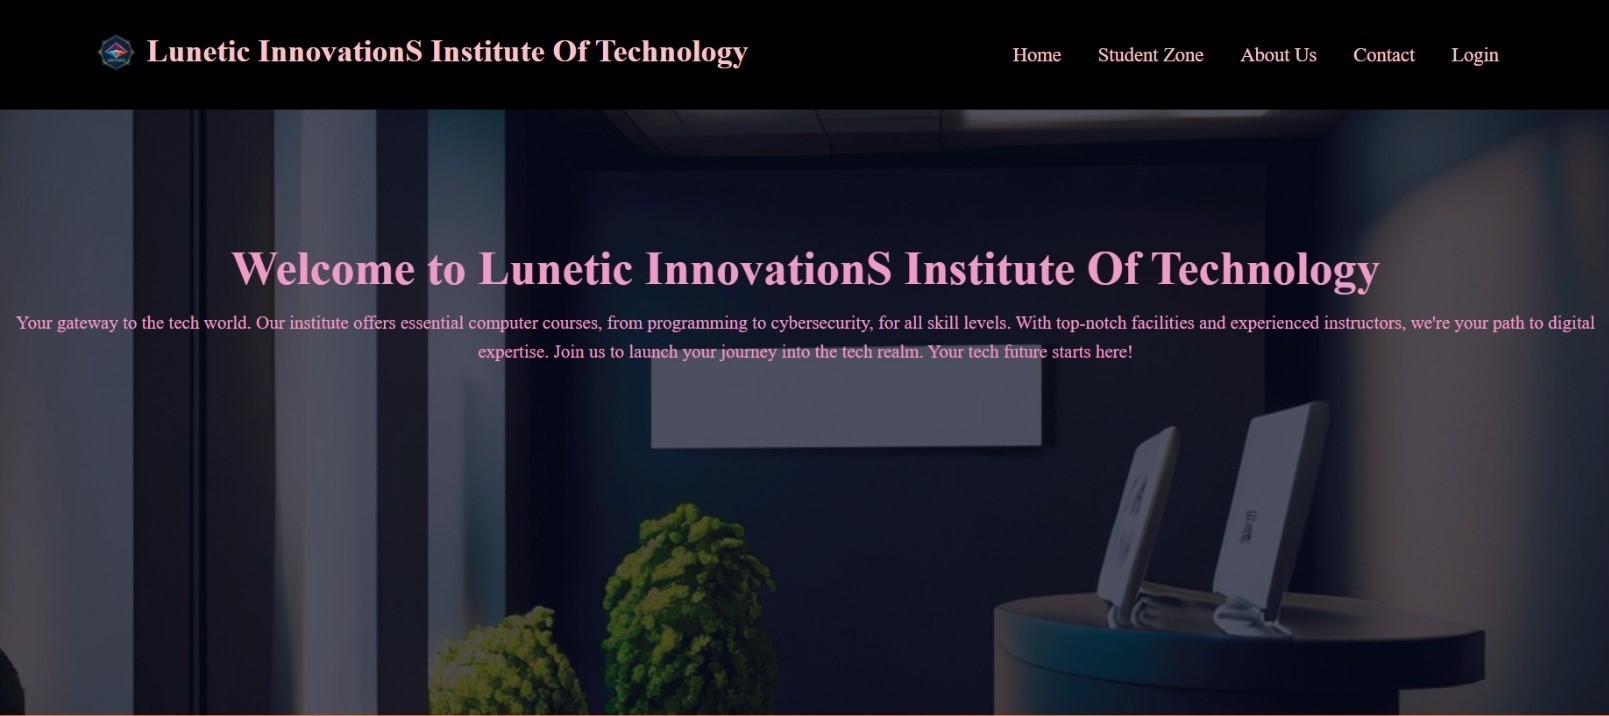 Lunetic InnovationS Institute Of Technology
Home Student Zone About Us Contact Login
Welcome to Lunetic InnovationS Institute Of Technology
Your gateway to the tech world. Our institute offers essential computer courses, from programming to cybersecurity, for all skill levels. With top-notch facilities and experienced instructors, we're your path to digital
expertise. Join us to launch your journey into the tech realm. Your tech future starts here!